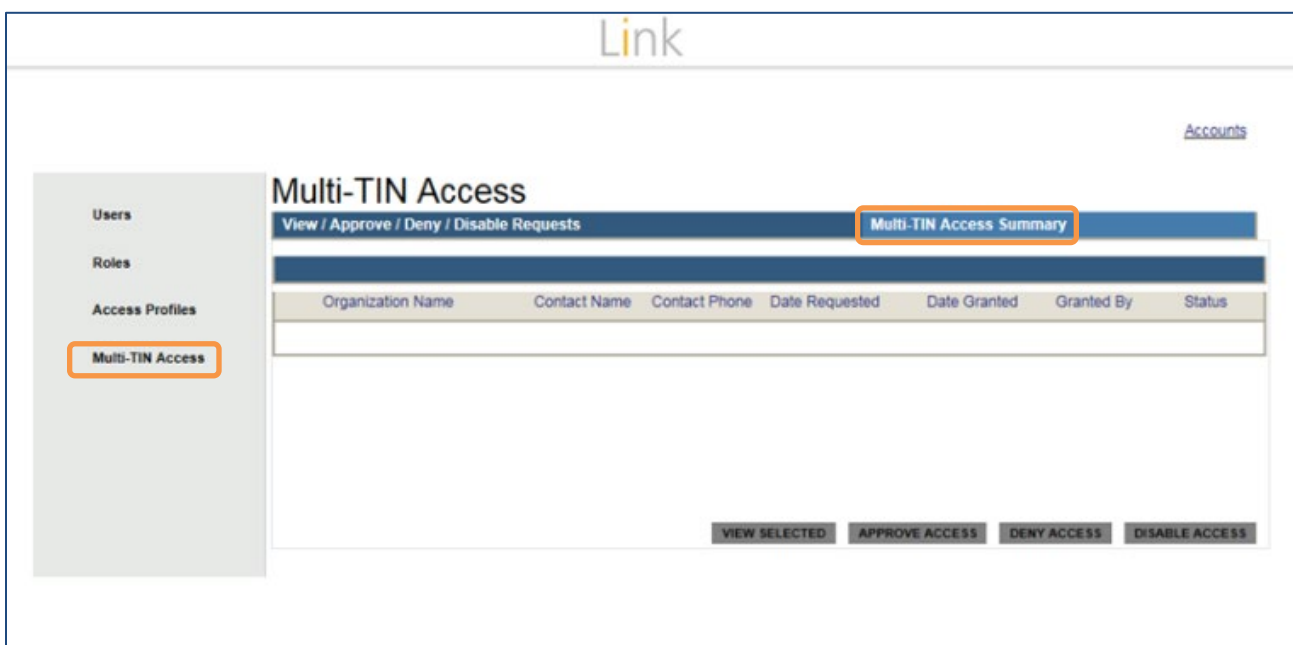 Link
Accounts
Multi-TIN Access
Users
View / Approve / Deny / Disable Requests
Multi-TIN Access Summary
Roles
Access Profiles
Multi-TIN Access
Organization Name Contact Name Contact Phone Date Requested Date Granted Granted By Status
VIEW SELECTED APPROVE ACCESS DENY ACCESS DISABLE ACCESS